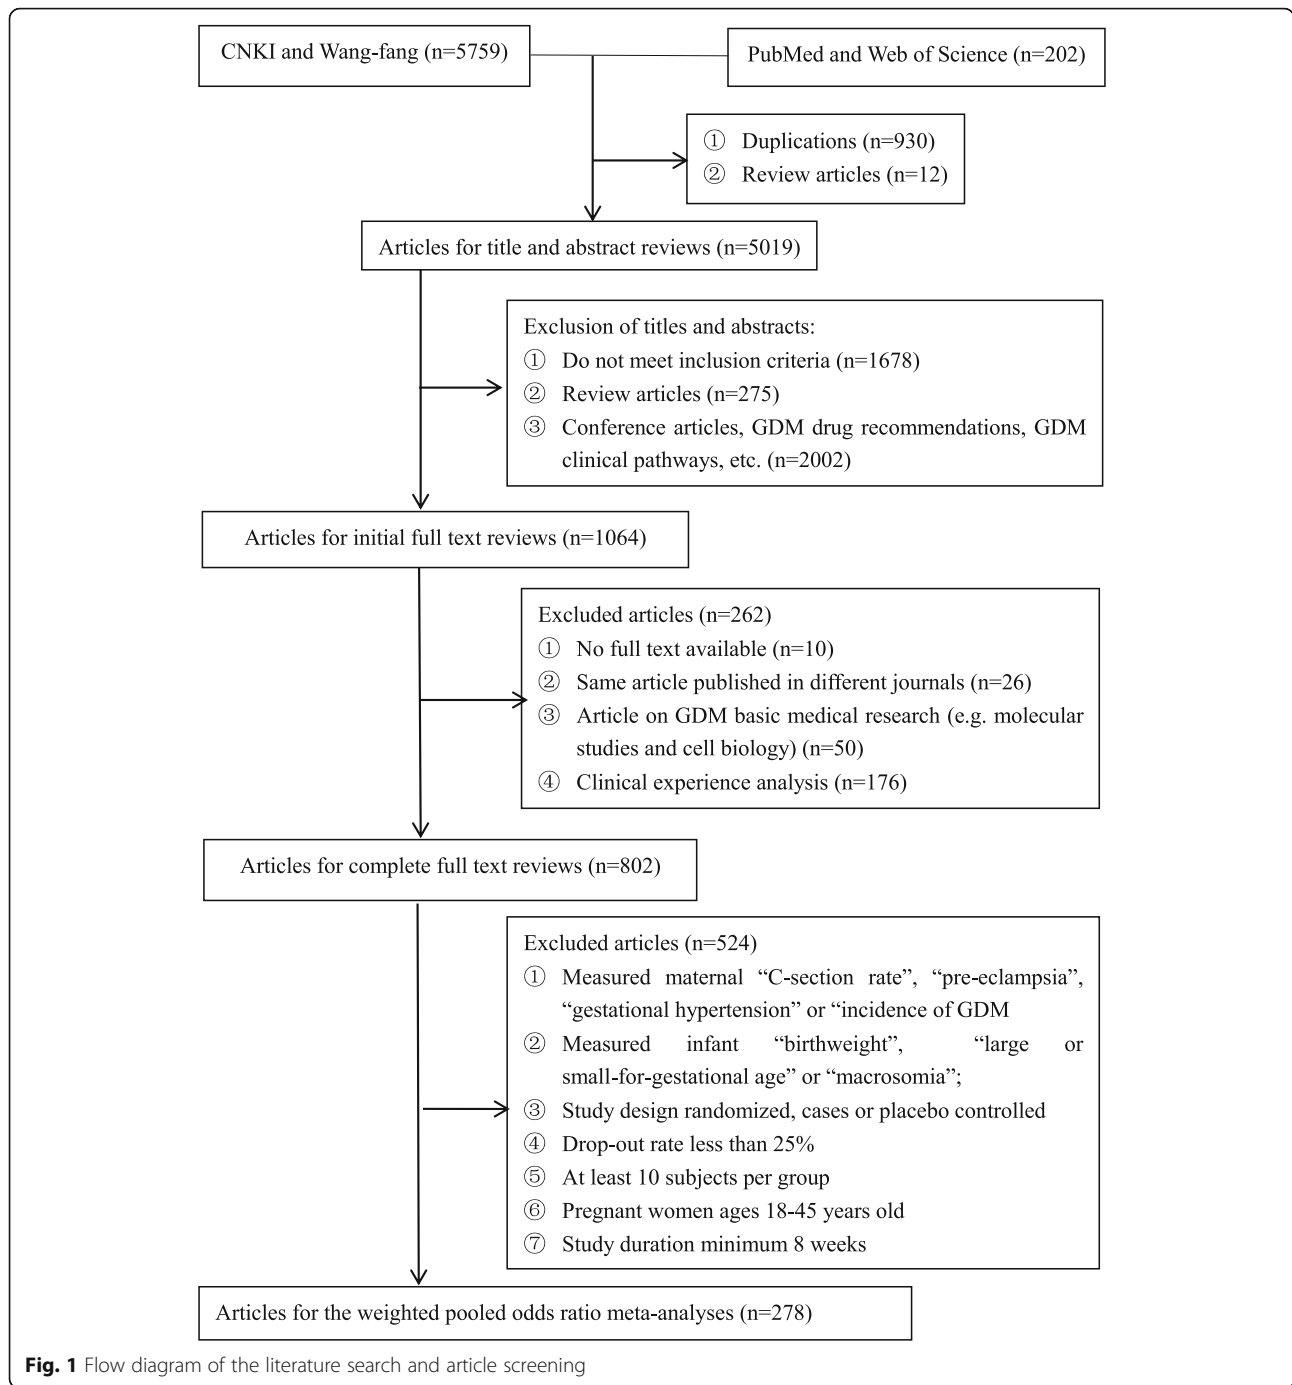 CNKI and Wang-fang (n=5759)
PubMed and Web of Science (n=202)
① Duplications (n=930)
② Review articles (n=12)
Articles for title and abstract reviews (n=5019)
Exclusion of titles and abstracts:
① Do not meet inclusion criteria (n=1678)
② Review articles (n=275)
③ Conference articles, GDM drug recommendations, GDM
clinical pathways, etc. (n=2002)
Articles for initial full text reviews (n=1064)
Excluded articles (n=262)
① No full text available (n=10)
② Same article published in different journals (n=26)
③ Article on GDM basic medical research (e.g. molecular
studies and cell biology) (n=50)
④ Clinical experience analysis (n=176)
Articles for complete full text reviews (n=802)
Excluded articles (n=524)
① Measured maternal “C-section rate”, “pre-eclampsia”,
“gestational hypertension” or “incidence of GDM
② Measured infant “birthweight”, “large or
small-for-gestational age” or “macrosomia”;
③ Study design randomized, cases or placebo controlled
④ Drop-out rate less than 25%
⑤ At least 10 subjects per group
⑥ Pregnant women ages 18-45 years old
⑦ Study duration minimum 8 weeks
Articles for the weighted pooled odds ratio meta-analyses (n=278)
Fig. 1 Flow diagram of the literature search and article screening